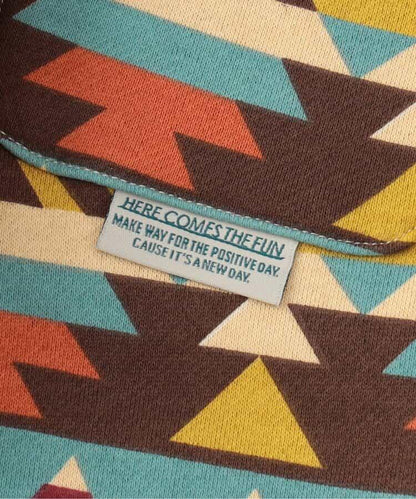 HERE COMES THE FUN
MAKE WAY FOR THE POSITIVE DAY.
CAUSE IT'S A NEW DAY.